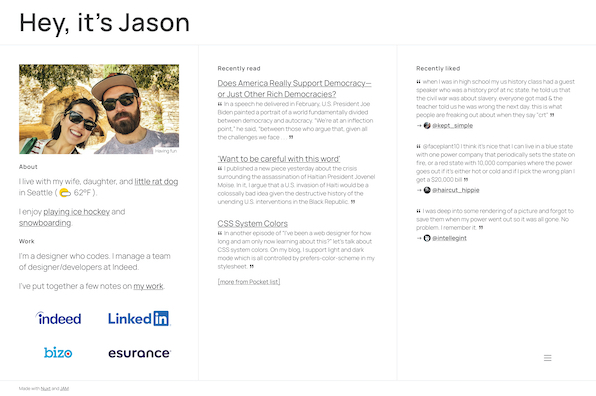 Hey, it's Jason
Having fun
About
I live with my wife, daughter, and little rat dog
in Seattle ( 62°F ).
I enjoy playing ice hockey and
snowboarding.
Work
I'm a designer who codes. I manage a team
of designer/developers at Indeed.
I've put together a few notes on my work.
indeed
LinkedIn
bizo
esurance
Recently read
Does America Really Support Democracy—
or Just Other Rich Democracies?
❝ In a speech he delivered in February, U.S. President Joe
Biden painted a portrait of a world fundamentally divided
between democracy and autocracy. "We're at an inflection
point," he said, "between those who argue that, given all
the challenges we face. . . . ❞
'Want to be careful with this word'
❝ I published a new piece yesterday about the crisis
surrounding the assassination of Haitian President Jovenel
Moïse. In it, I argue that a U.S. invasion of Haiti would be a
colossally bad idea given the destructive history of the
unending U.S. interventions in the Black Republic. ❞
CSS System Colors
❝ In another episode of "I've been a web designer for how
long and am only now learning about this?" let's talk about
CSS system colors. On my blog, I support light and dark
mode which is all controlled by prefers-color-scheme in my
stylesheet. ❞
[more from Pocket list]
Recently liked
❝ when I was in high school my us history class had a guest
speaker who was a history prof at nc state. he told us that
the civil war was about slavery. everyone got mad & the
teacher told us he was wrong the next day. this is what
people are freaking out about when they say "crt" ❞
→ @kept_simple
❝ @faceplant10 I think it's nice that I can live in a blue state
with one power company that periodically sets the state on
fire, or a red state with 10,000 companies where the power
goes out if it's either hot or cold and if I pick the wrong plan I
get a $20,000 bill ❞
→ @haircut_hippie
❝ I was deep into some rendering of a picture and forgot to
save them when my power went out so it was all gone. No
problem. I remember it. ❞
→ @intellegint
Made with Nuxt and JAM